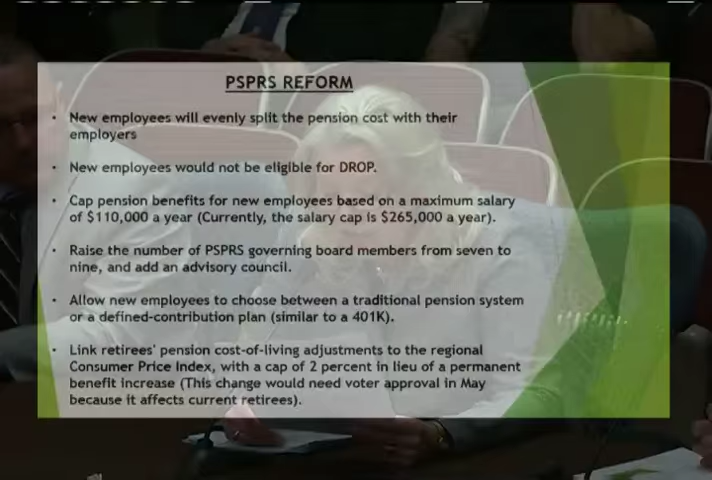 PSPRS REFORM
• New employees will evenly split the pension cost with their
employers
• New employees would not be eligible for DROP.
• Cap pension benefits for new employees based on a maximum salary
of $110,000 a year (Currently, the salary cap is $265,000 a year).
• Raise the number of PSPRS governing board members from seven to
nine, and add an advisory council.
• Allow new employees to choose between a traditional pension system
or a defined-contribution plan (similar to a 401K).
• Link retirees' pension cost-of-living adjustments to the regional
Consumer Price Index, with a cap of 2 percent in lieu of a permanent
benefit increase (This change would need voter approval in May
because it affects current retirees).